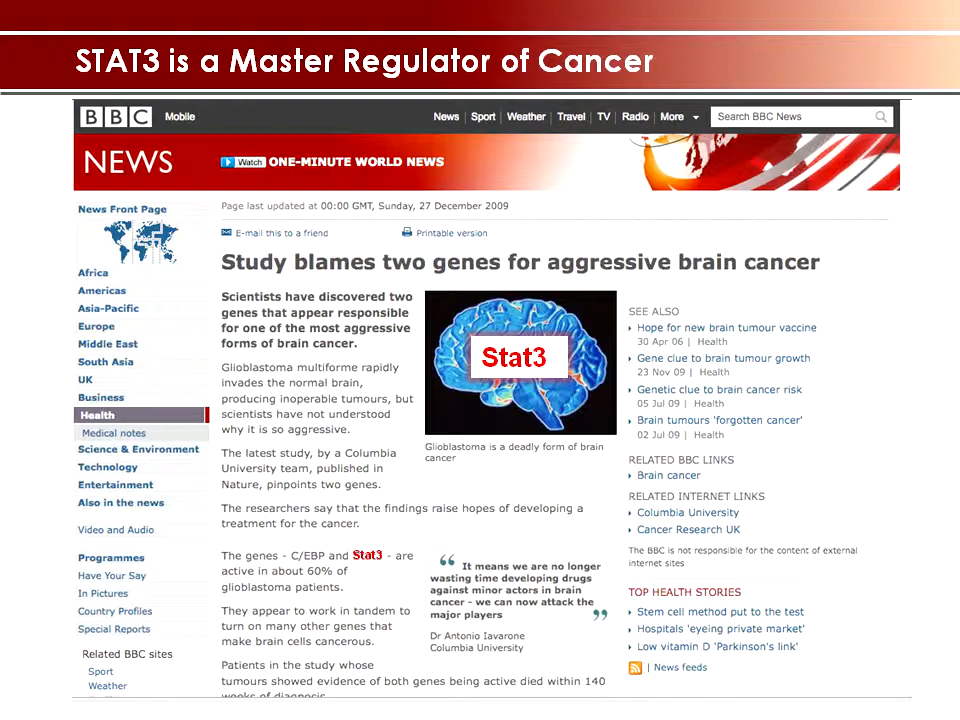 STAT3 is a Master Regulator of Cancer
BBC Mobile
News Sport Weather Travel TV Radio More
Search BBC News
NEWS
Watch ONE-MINUTE WORLD NEWS
News Front Page
Africa
Americas
Asia-Pacific
Europe
Middle East
South Asia
UK
Business
Health
Medical notes
Science & Environment
Technology
Entertainment
Also in the news
Video and Audio
Programmes
Have Your Say
In Pictures
Country Profiles
Special Reports
Related BBC sites
Sport
Weather
Page last updated at 00:00 GMT, Sunday, 27 December 2009
E-mail this to a friend
Printable version
Study blames two genes for aggressive brain cancer
Scientists have discovered two
genes that appear responsible
for one of the most aggressive
forms of brain cancer.
Glioblastoma multiforme rapidly
invades the normal brain,
producing inoperable tumours, but
scientists have not understood
why it is so aggressive.
The latest study, by a Columbia
University team, published in
Nature, pinpoints two genes.
The researchers say that the findings raise hopes of developing a
treatment for the cancer.
Stat3
Glioblastoma is a deadly form of brain
cancer
The genes - C/EBP and Stat3 - are
active in about 60% of
glioblastoma patients.
They appear to work in tandem to
turn on many other genes that
make brain cells cancerous.
Patients in the study whose
tumours showed evidence of both genes being active died within 140
weeks of diagnosis
“ It means we are no longer
wasting time developing drugs
against minor actors in brain
cancer - we can now attack the
major players ”
Dr Antonio Iavarone
Columbia University
SEE ALSO
Hope for new brain tumour vaccine
30 Apr 06 | Health
Gene clue to brain tumour growth
23 Nov 09 | Health
Genetic clue to brain cancer risk
05 Jul 09 | Health
Brain tumours 'forgotten cancer'
02 Jul 09 | Health
RELATED BBC LINKS
Brain cancer
RELATED INTERNET LINKS
Columbia University
Cancer Research UK
The BBC is not responsible for the content of external
internet sites
TOP HEALTH STORIES
Stem cell method put to the test
Hospitals 'eyeing private market'
Low vitamin D 'Parkinson's link'
| News feeds